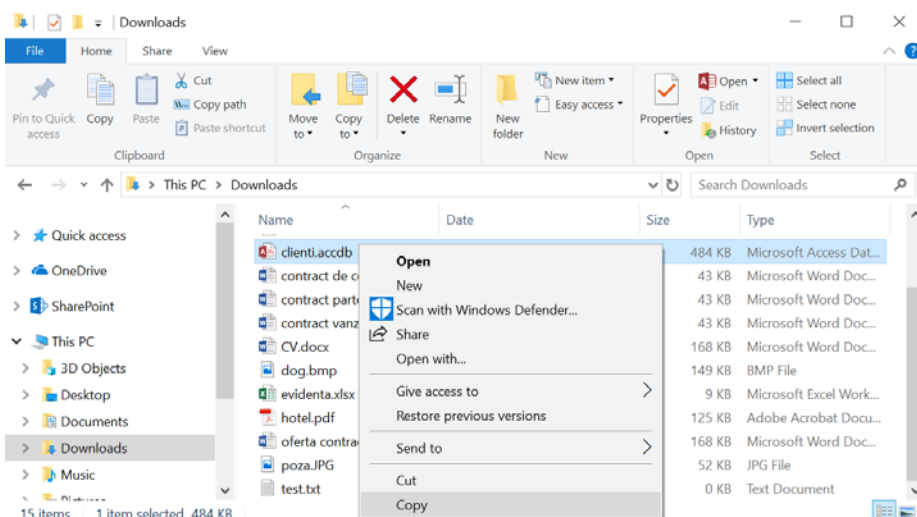 Downloads
File Home Share View
Pin to Quick access
Copy
Paste
Cut
Copy path
Paste shortcut
Move to
Copy to
Delete
Rename
New folder
New item
Easy access
Properties
Open
Edit
History
Select all
Select none
Invert selection
Clipboard Organize New Open Select
This PC > Downloads
Search Downloads
Name Date Size Type
Quick access
OneDrive
SharePoint
This PC
3D Objects
Desktop
Documents
Downloads
Music
clienti.accdb 484 KB Microsoft Access Dat...
contract de 43 KB Microsoft Word Doc...
contract 43 KB Microsoft Word Doc...
contract vanz 43 KB Microsoft Word Doc...
CV.docx 168 KB Microsoft Word Doc...
dog.bmp 149 KB BMP File
evidenta.xlsx 9 KB Microsoft Excel Work...
hotel.pdf 125 KB Adobe Acrobat Docu...
oferta contra 168 KB Microsoft Word Doc...
poza.JPG 52 KB JPG File
test.txt 0 KB Text Document
Open
New
Scan with Windows Defender...
Share
Open with...
Give access to
Restore previous versions
Send to
Cut
Copy
15 items 1 item selected 484 KB